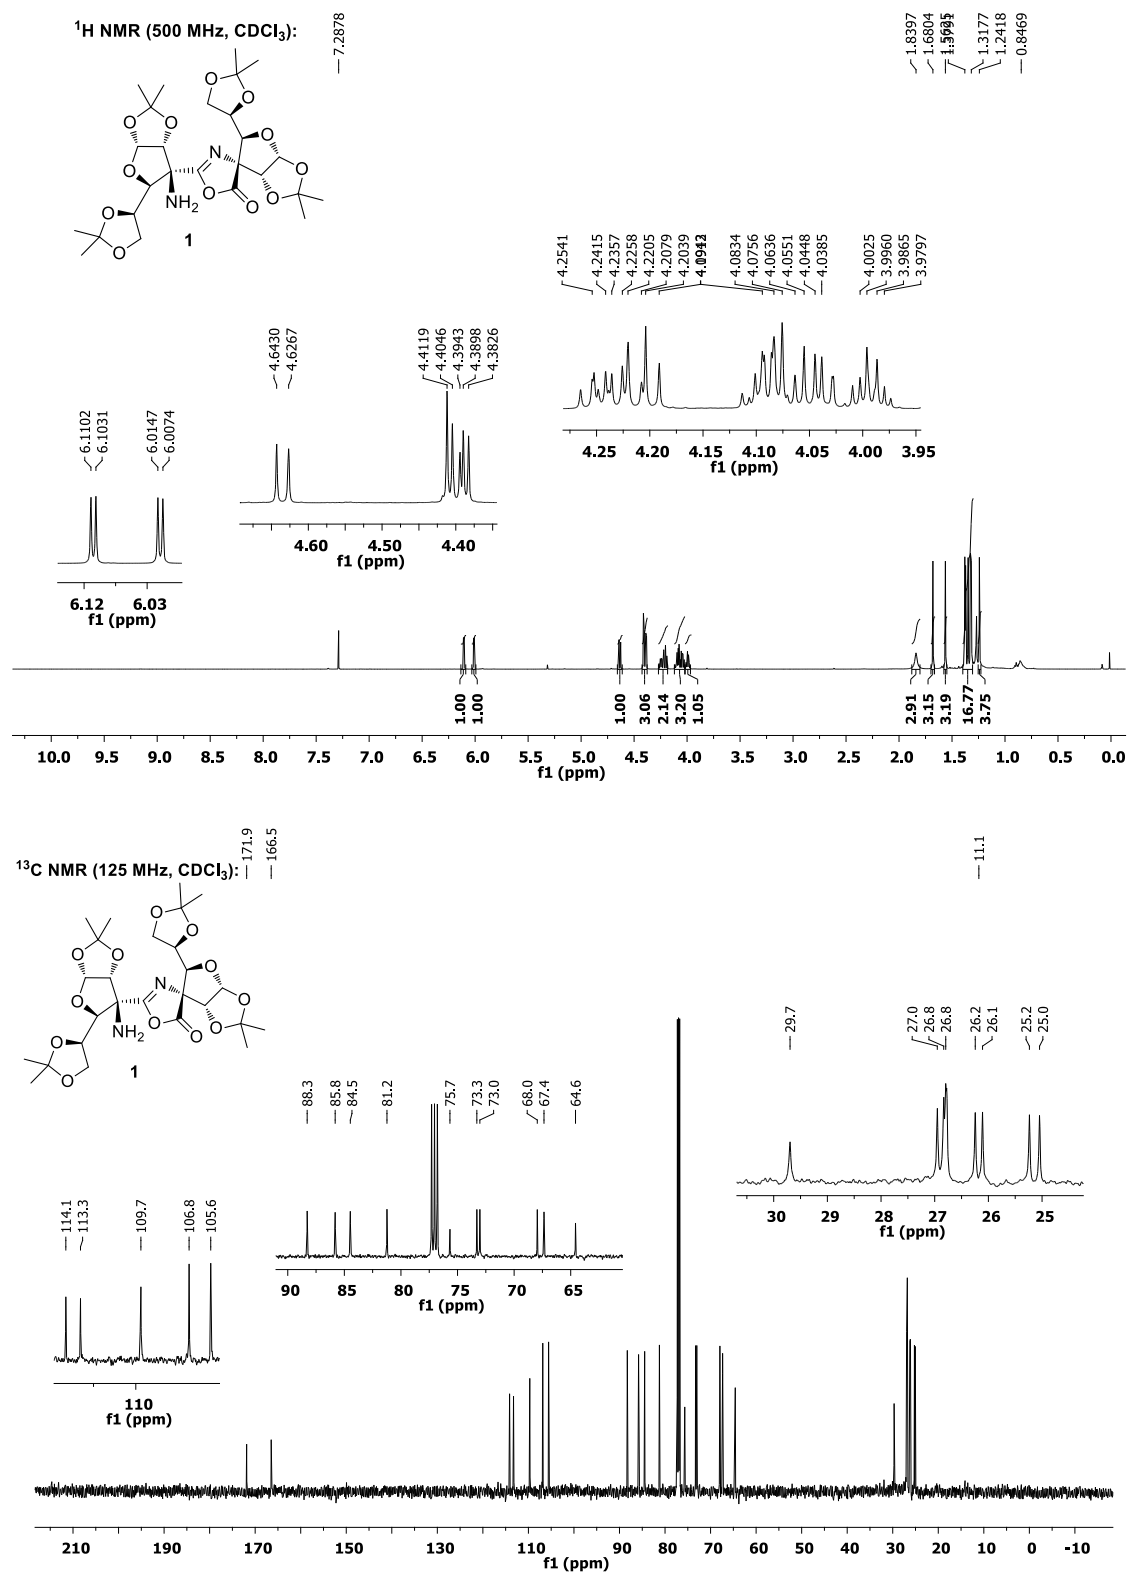 ¹H NMR (500 MHz, CDCl₃):
7.2878
1.8397
1.6804
1.3177
1.2418
0.8469
O
O
O
O
O
N
O
O
O
O
O
NH₂
O
O
O
O
1
4.2541
4.2415
4.2357
4.2258
4.2205
4.2079
4.2039
4.0834
4.0756
4.0636
4.0551
4.0448
4.0385
4.0025
3.9960
3.9865
3.9797
4.6430
4.6267
4.4119
4.4046
4.3943
4.3898
4.3826
6.1102
6.1031
6.0147
6.0074
4.25 4.20 4.15 4.10 4.05 4.00 3.95
f1 (ppm)
4.60 4.50 4.40
f1 (ppm)
6.12 6.03
f1 (ppm)
1.00
1.00
1.00
3.06
2.14
3.20
1.05
2.91
3.15
3.19
16.77
3.75
10.0 9.5 9.0 8.5 8.0 7.5 7.0 6.5 6.0 5.5 5.0 4.5 4.0 3.5 3.0 2.5 2.0 1.5 1.0 0.5 0.0
f1 (ppm)
¹³C NMR (125 MHz, CDCl₃):
171.9
166.5
11.1
O
O
O
O
O
N
O
O
O
O
O
NH₂
O
O
O
O
1
29.7
27.0
26.8
26.8
26.2
26.1
25.2
25.0
88.3
85.8
84.5
81.2
75.7
73.3
73.0
68.0
67.4
64.6
114.1
113.3
109.7
106.8
105.6
30 29 28 27 26 25
f1 (ppm)
90 85 80 75 70 65
f1 (ppm)
110
f1 (ppm)
210 190 170 150 130 110 90 80 70 60 50 40 30 20 10 0 -10
f1 (ppm)